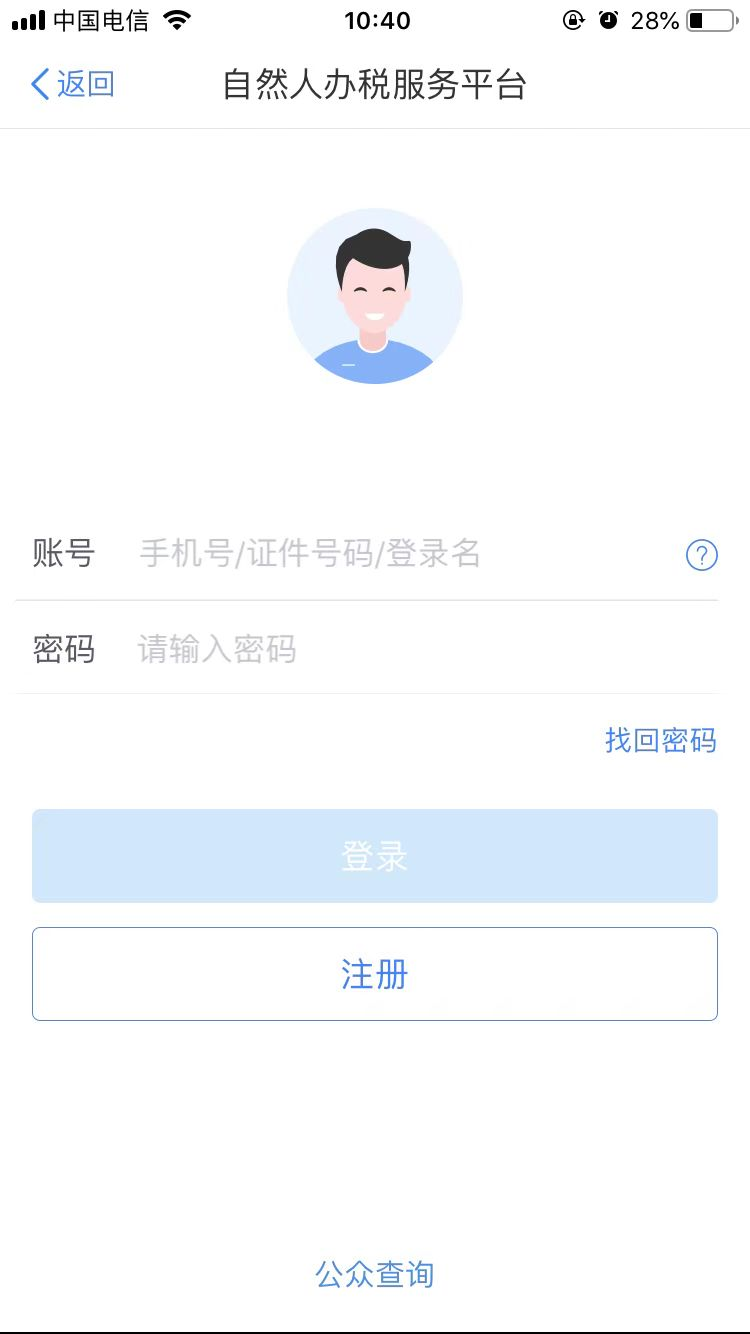 中国电信 10:40 28%
返回 自然人办税服务平台
账号 手机号/证件号码/登录名 ?
密码 请输入密码
找回密码
登录
注册
公众查询